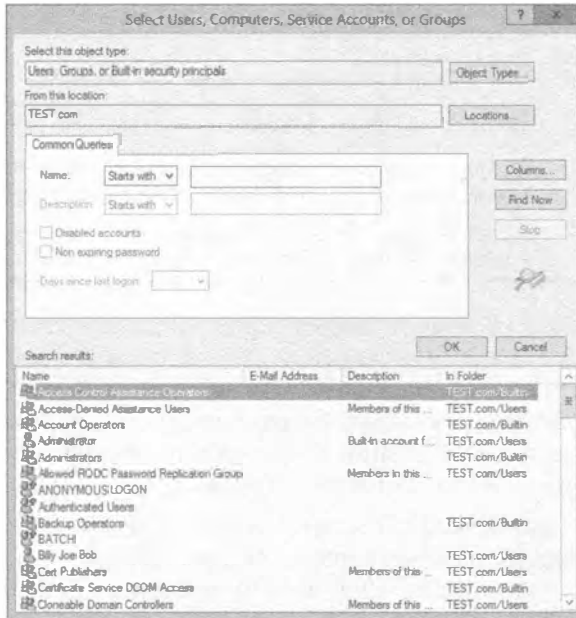 Select Users, Computers, Service Accounts, or Groups
?
x
Select this object type:
Users, Groups, or Built-in security principals
Object Types...
From this location:
TEST.com
Locations...
Common Queries
Name:
Starts with
Columns...
Description:
Starts with
Find Now
Disabled accounts
Stop
Non expiring password
Days since last logon:
OK
Cancel
Search results:
Name E-Mail Address Description In Folder
Access Control Assistance Operators TEST.com/Builtin
Access-Denied Assistance Users Members of this ... TEST.com/Users
Account Operators TEST.com/Builtin
Administrator Built-in account f... TEST.com/Users
Administrators TEST.com/Builtin
Allowed RODC Password Replication Group Members in this ... TEST.com/Users
ANONYMOUS LOGON
Authenticated Users
Backup Operators TEST.com/Builtin
BATCH
Billy Joe Bob TEST.com/Users
Cert Publishers Members of this ... TEST.com/Users
Certificate Service DCOM Access TEST.com/Builtin
Cloneable Domain Controllers Members of this ... TEST.com/Users